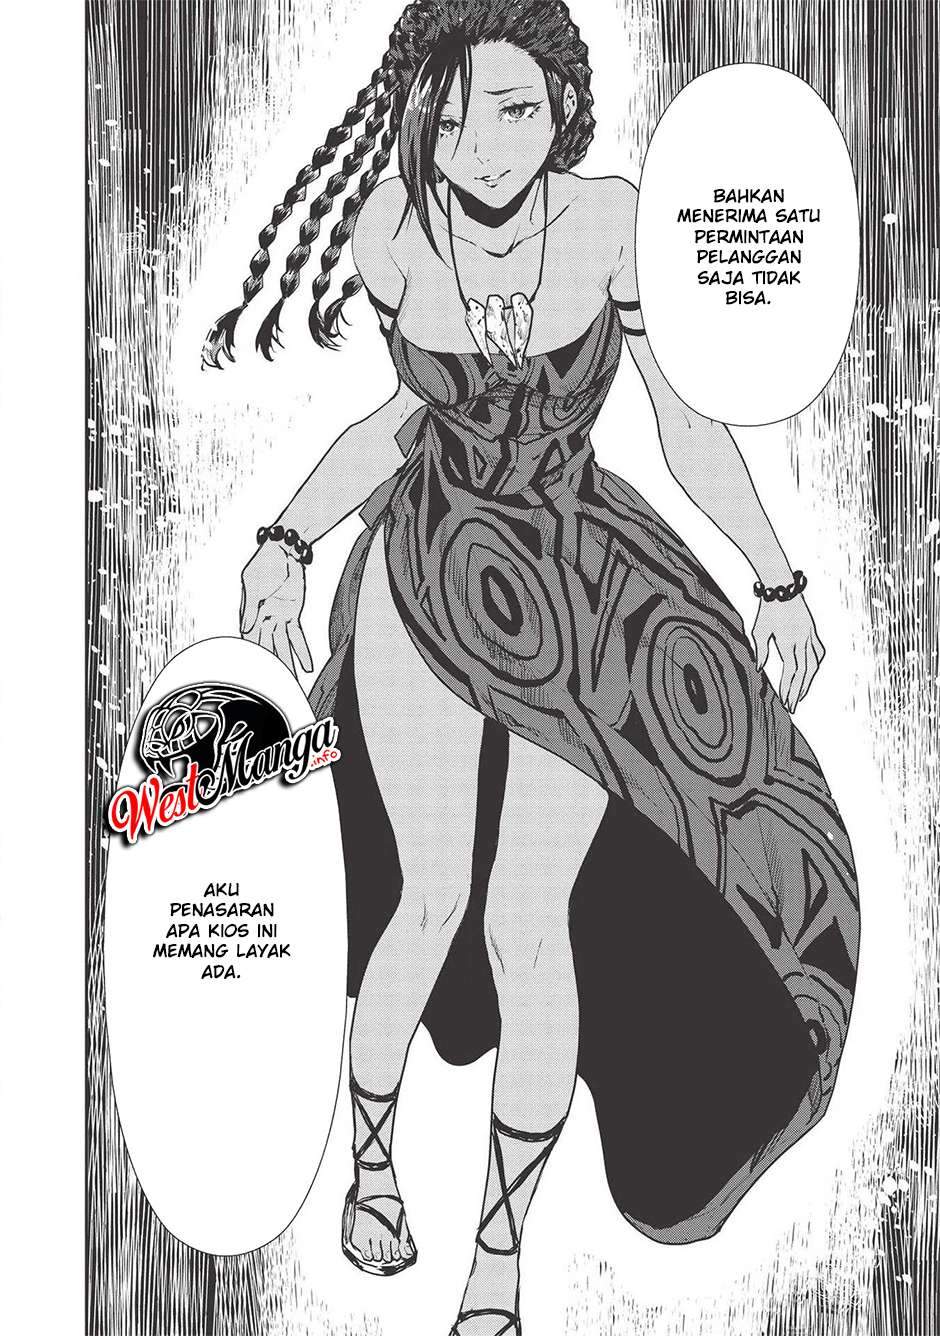 BAHKAN
MENERIMA SATU
PERMINTAAN
PELANGGAN
SAJA TIDAK
BISA.
WestManga
.info
AKU
PENASARAN
APA KIOS INI
MEMANG LAYAK
ADA.